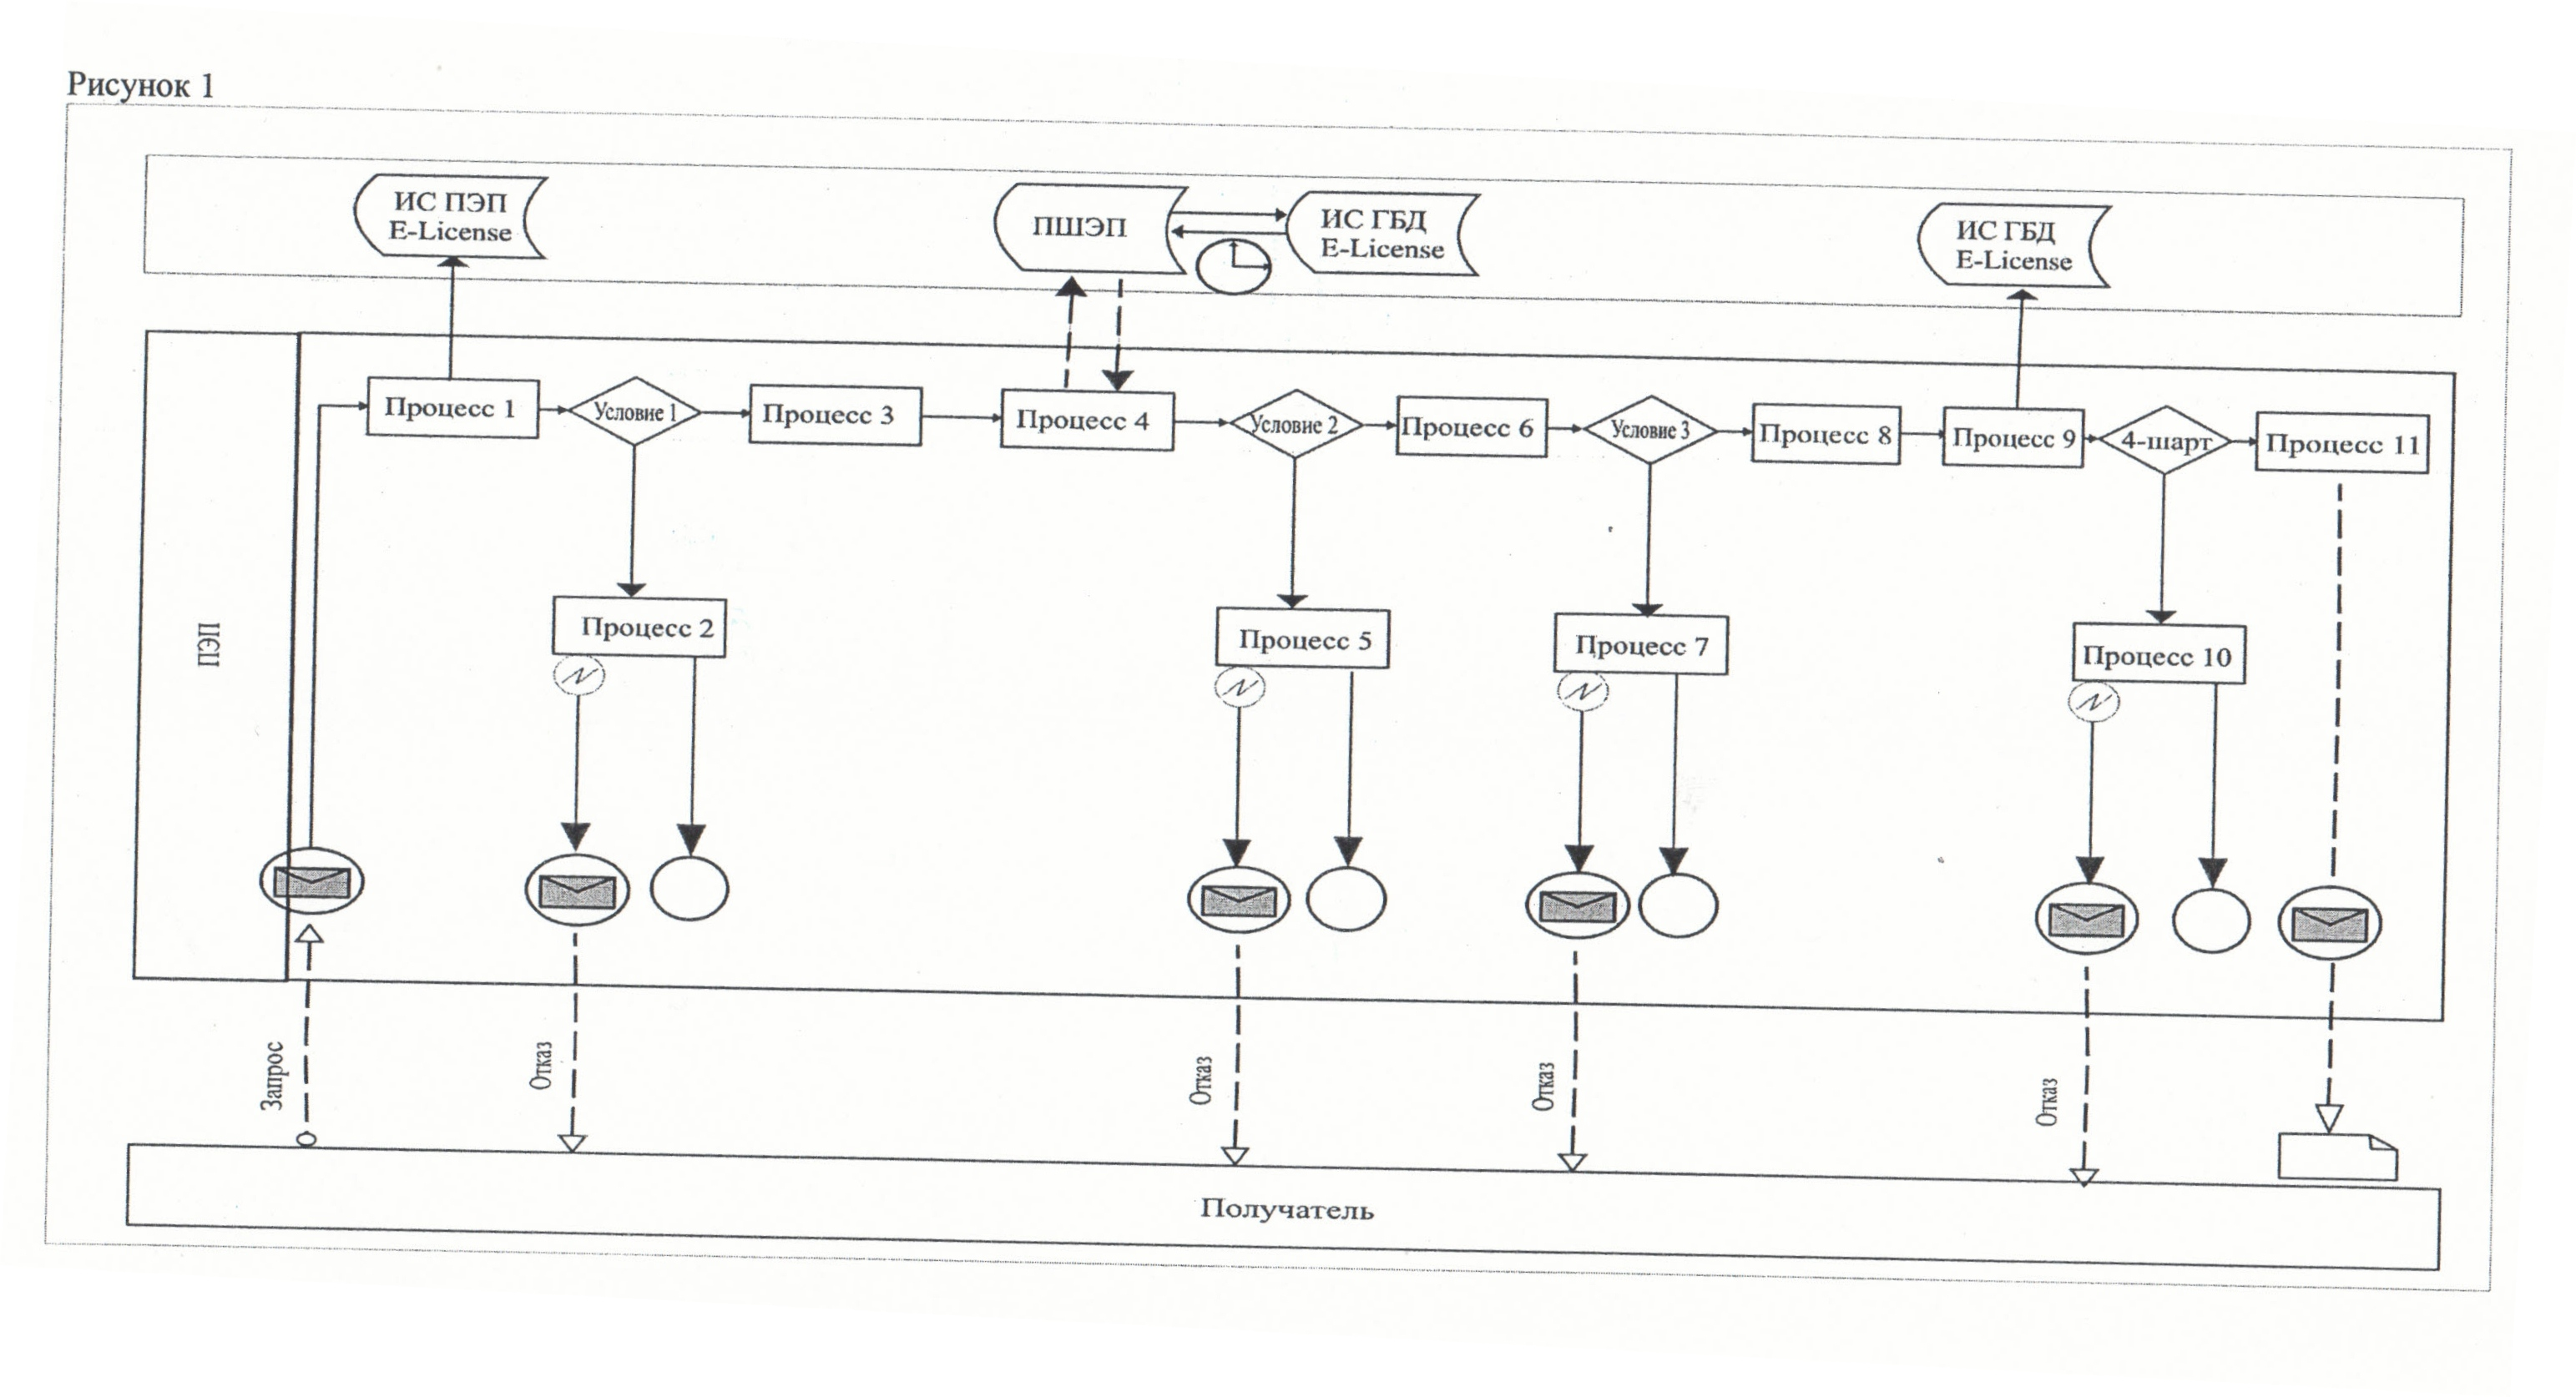 Рисунок 1
ИС ПЭП
E-License
ПШЭП
ИС ГБД
E-License
ИС ГБД
E-License
Процесс 1
Условие 1
Процесс 3
Процесс 4
Условие 2
Процесс 6
Условие 3
Процесс 8
Процесс 9
4-шарт
Процесс 11
ПЭП
Процесс 2
Процесс 5
Процесс 7
Процесс 10
N
N
N
N
Запрос
Отказ
Отказ
Отказ
Отказ
Получатель